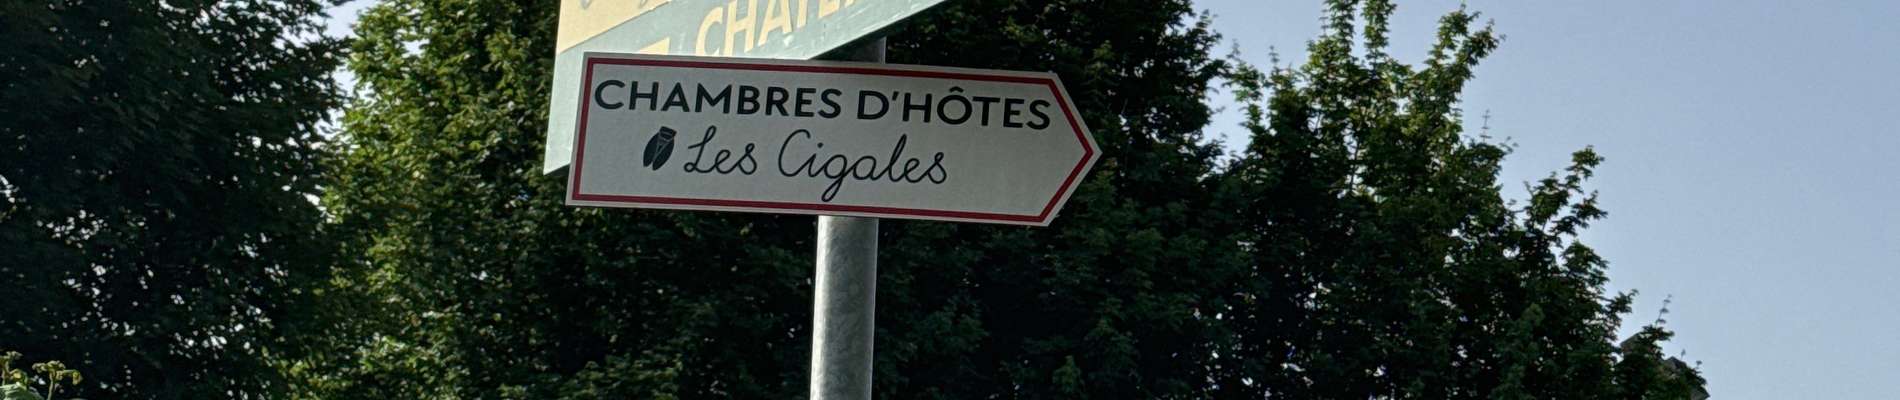 CHAMBRES D'HÔTES
Les Cigales